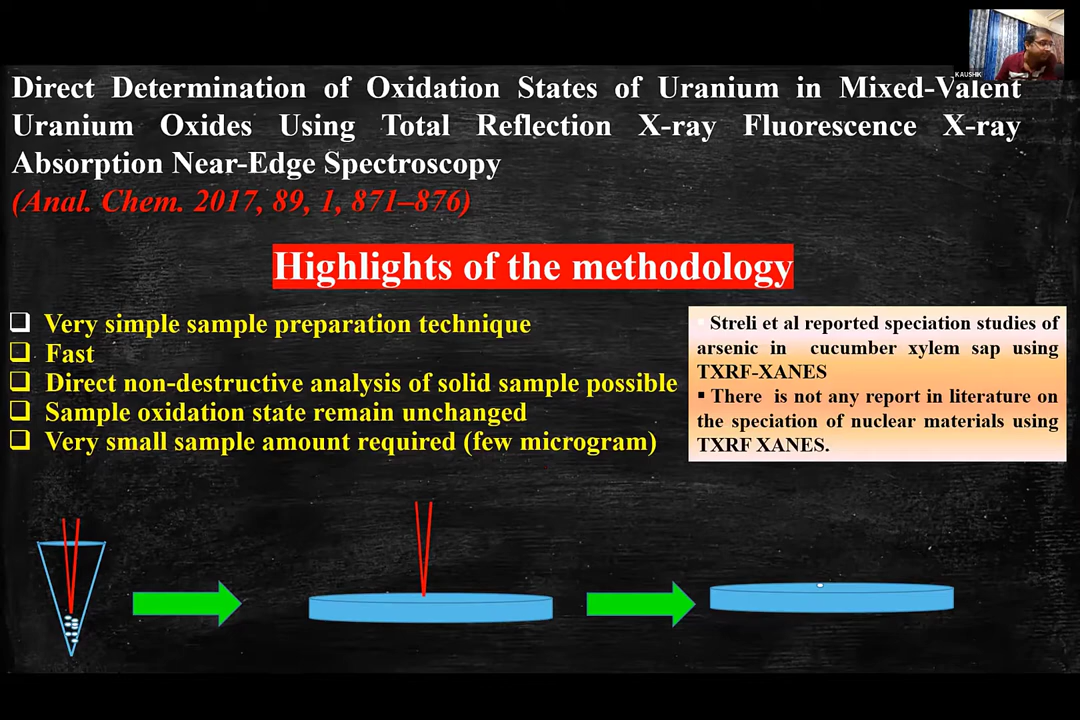 KAUSHIK
Direct Determination of Oxidation States of Uranium in Mixed-Valent
Uranium Oxides Using Total Reflection X-ray Fluorescence X-ray
Absorption Near-Edge Spectroscopy
(Anal. Chem. 2017, 89, 1, 871–876)
Highlights of the methodology
Very simple sample preparation technique
Fast
Direct non-destructive analysis of solid sample possible
Sample oxidation state remain unchanged
Very small sample amount required (few microgram)
Streli et al reported speciation studies of
arsenic in cucumber xylem sap using
TXRF-XANES
There is not any report in literature on
the speciation of nuclear materials using
TXRF XANES.